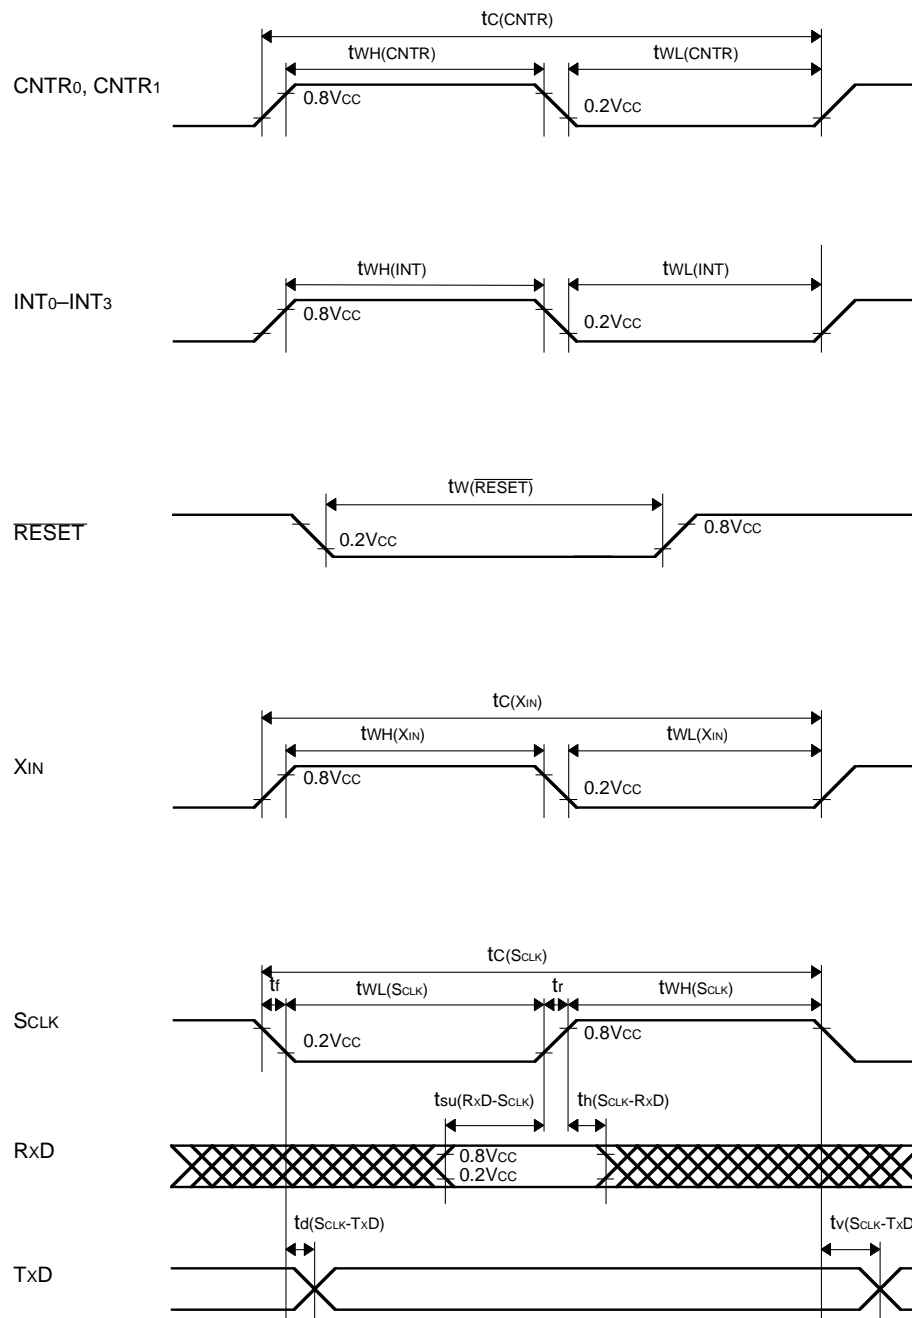 tC(CNTR)
tWH(CNTR) tWL(CNTR)
CNTR0, CNTR1
0.8VCC 0.2VCC
tWH(INT) tWL(INT)
INT0–INT3
0.8VCC 0.2VCC
tW(RESET)
RESET
0.2VCC 0.8VCC
tC(XIN)
tWH(XIN) tWL(XIN)
XIN
0.8VCC 0.2VCC
tC(SCLK)
tf tWL(SCLK) tr tWH(SCLK)
SCLK
0.2VCC 0.8VCC
tsu(RXD-SCLK) th(SCLK-RXD)
RXD
0.8VCC
0.2VCC
td(SCLK-TXD) tv(SCLK-TXD
TXD